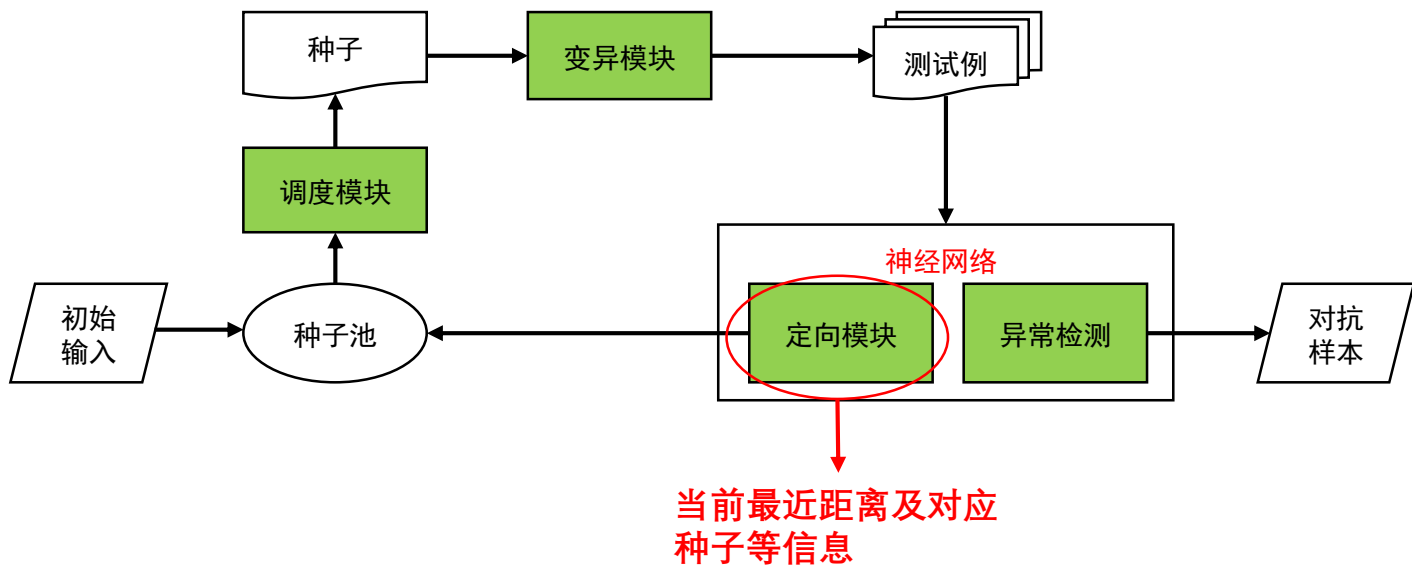 种子
变异模块
测试例
调度模块
神经网络
初始
输入
种子池
定向模块
异常检测
对抗
样本
当前最近距离及对应
种子等信息